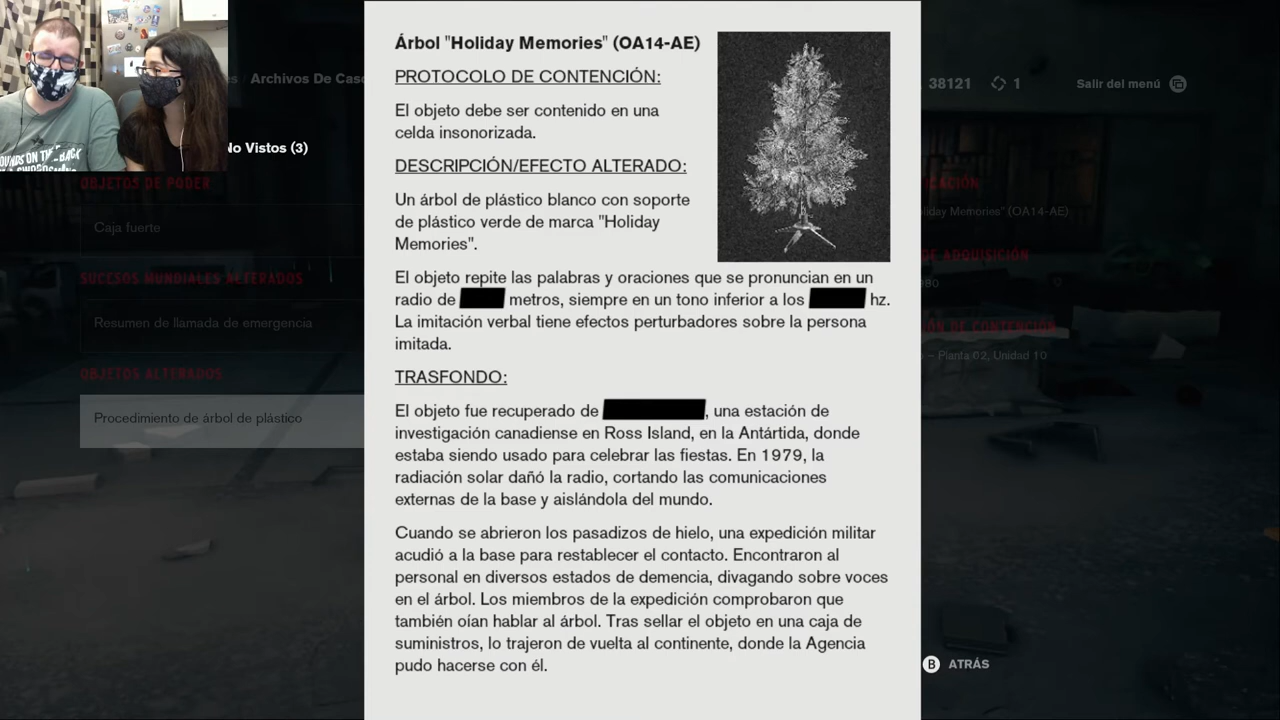 Árbol "Holiday Memories" (OA14-AE)
PROTOCOLO DE CONTENCIÓN:
El objeto debe ser contenido en una
celda insonorizada.
DESCRIPCIÓN/EFECTO ALTERADO:
Un árbol de plástico blanco con soporte
de plástico verde de marca "Holiday
Memories".
El objeto repite las palabras y oraciones que se pronuncian en un
radio de metros, siempre en un tono inferior a los hz.
La imitación verbal tiene efectos perturbadores sobre la persona
imitada.
TRASFONDO:
El objeto fue recuperado de , una estación de
investigación canadiense en Ross Island, en la Antártida, donde
estaba siendo usado para celebrar las fiestas. En 1979, la
radiación solar dañó la radio, cortando las comunicaciones
externas de la base y aislándola del mundo.
Cuando se abrieron los pasadizos de hielo, una expedición militar
acudió a la base para restablecer el contacto. Encontraron al
personal en diversos estados de demencia, divagando sobre voces
en el árbol. Los miembros de la expedición comprobaron que
también oían hablar al árbol. Tras sellar el objeto en una caja de
suministros, lo trajeron de vuelta al continente, donde la Agencia
pudo hacerse con él.
Archivos De Caso
No Vistos (3)
OBJETOS DE PODER
Caja fuerte
SUCESOS MUNDIALES ALTERADOS
Resumen de llamada de emergencia
OBJETOS ALTERADOS
Procedimiento de árbol de plástico
38121 1
Salir del menú
Memories" (OA14-AE)
DE ADQUISICIÓN
DE CONTENCIÓN
– Planta 02, Unidad 10
B ATRÁS